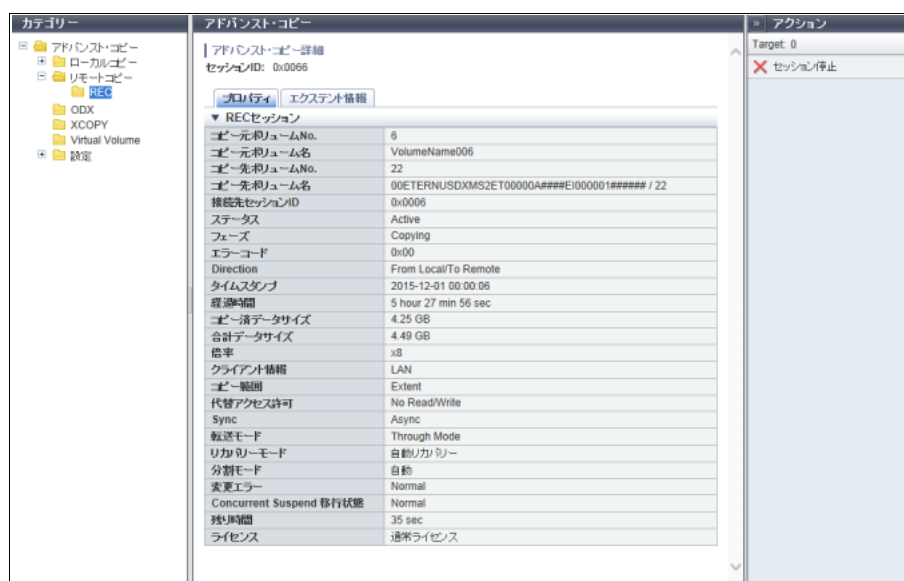 カテゴリー
アドバンスト・コピー
ローカルコピー
リモートコピー
REC
ODX
XCOPY
Virtual Volume
設定
アドバンスト・コピー
アドバンスト・コピー詳細
セッションID: 0x0066
プロパティ エクステント情報
▼ RECセッション
コピー元ボリュームNo. 6
コピー元ボリューム名 VolumeName006
コピー先ボリュームNo. 22
コピー先ボリューム名 00ETERNUSDXMS2ET00000A####EI000001###### / 22
接続先セッションID 0x0006
ステータス Active
フェーズ Copying
エラーコード 0x00
Direction From Local/To Remote
タイムスタンプ 2015-12-01 00:00:06
経過時間 5 hour 27 min 56 sec
コピー済データサイズ 4.25 GB
合計データサイズ 4.49 GB
倍率 x8
クライアント情報 LAN
コピー範囲 Extent
代替アクセス許可 No Read/Write
Sync Async
転送モード Through Mode
リカバリーモード 自動リカバリー
分割モード 自動
変更エラー Normal
Concurrent Suspend 移行状態 Normal
残り時間 35 sec
ライセンス 通常ライセンス
» アクション
Target: 0
セッション停止